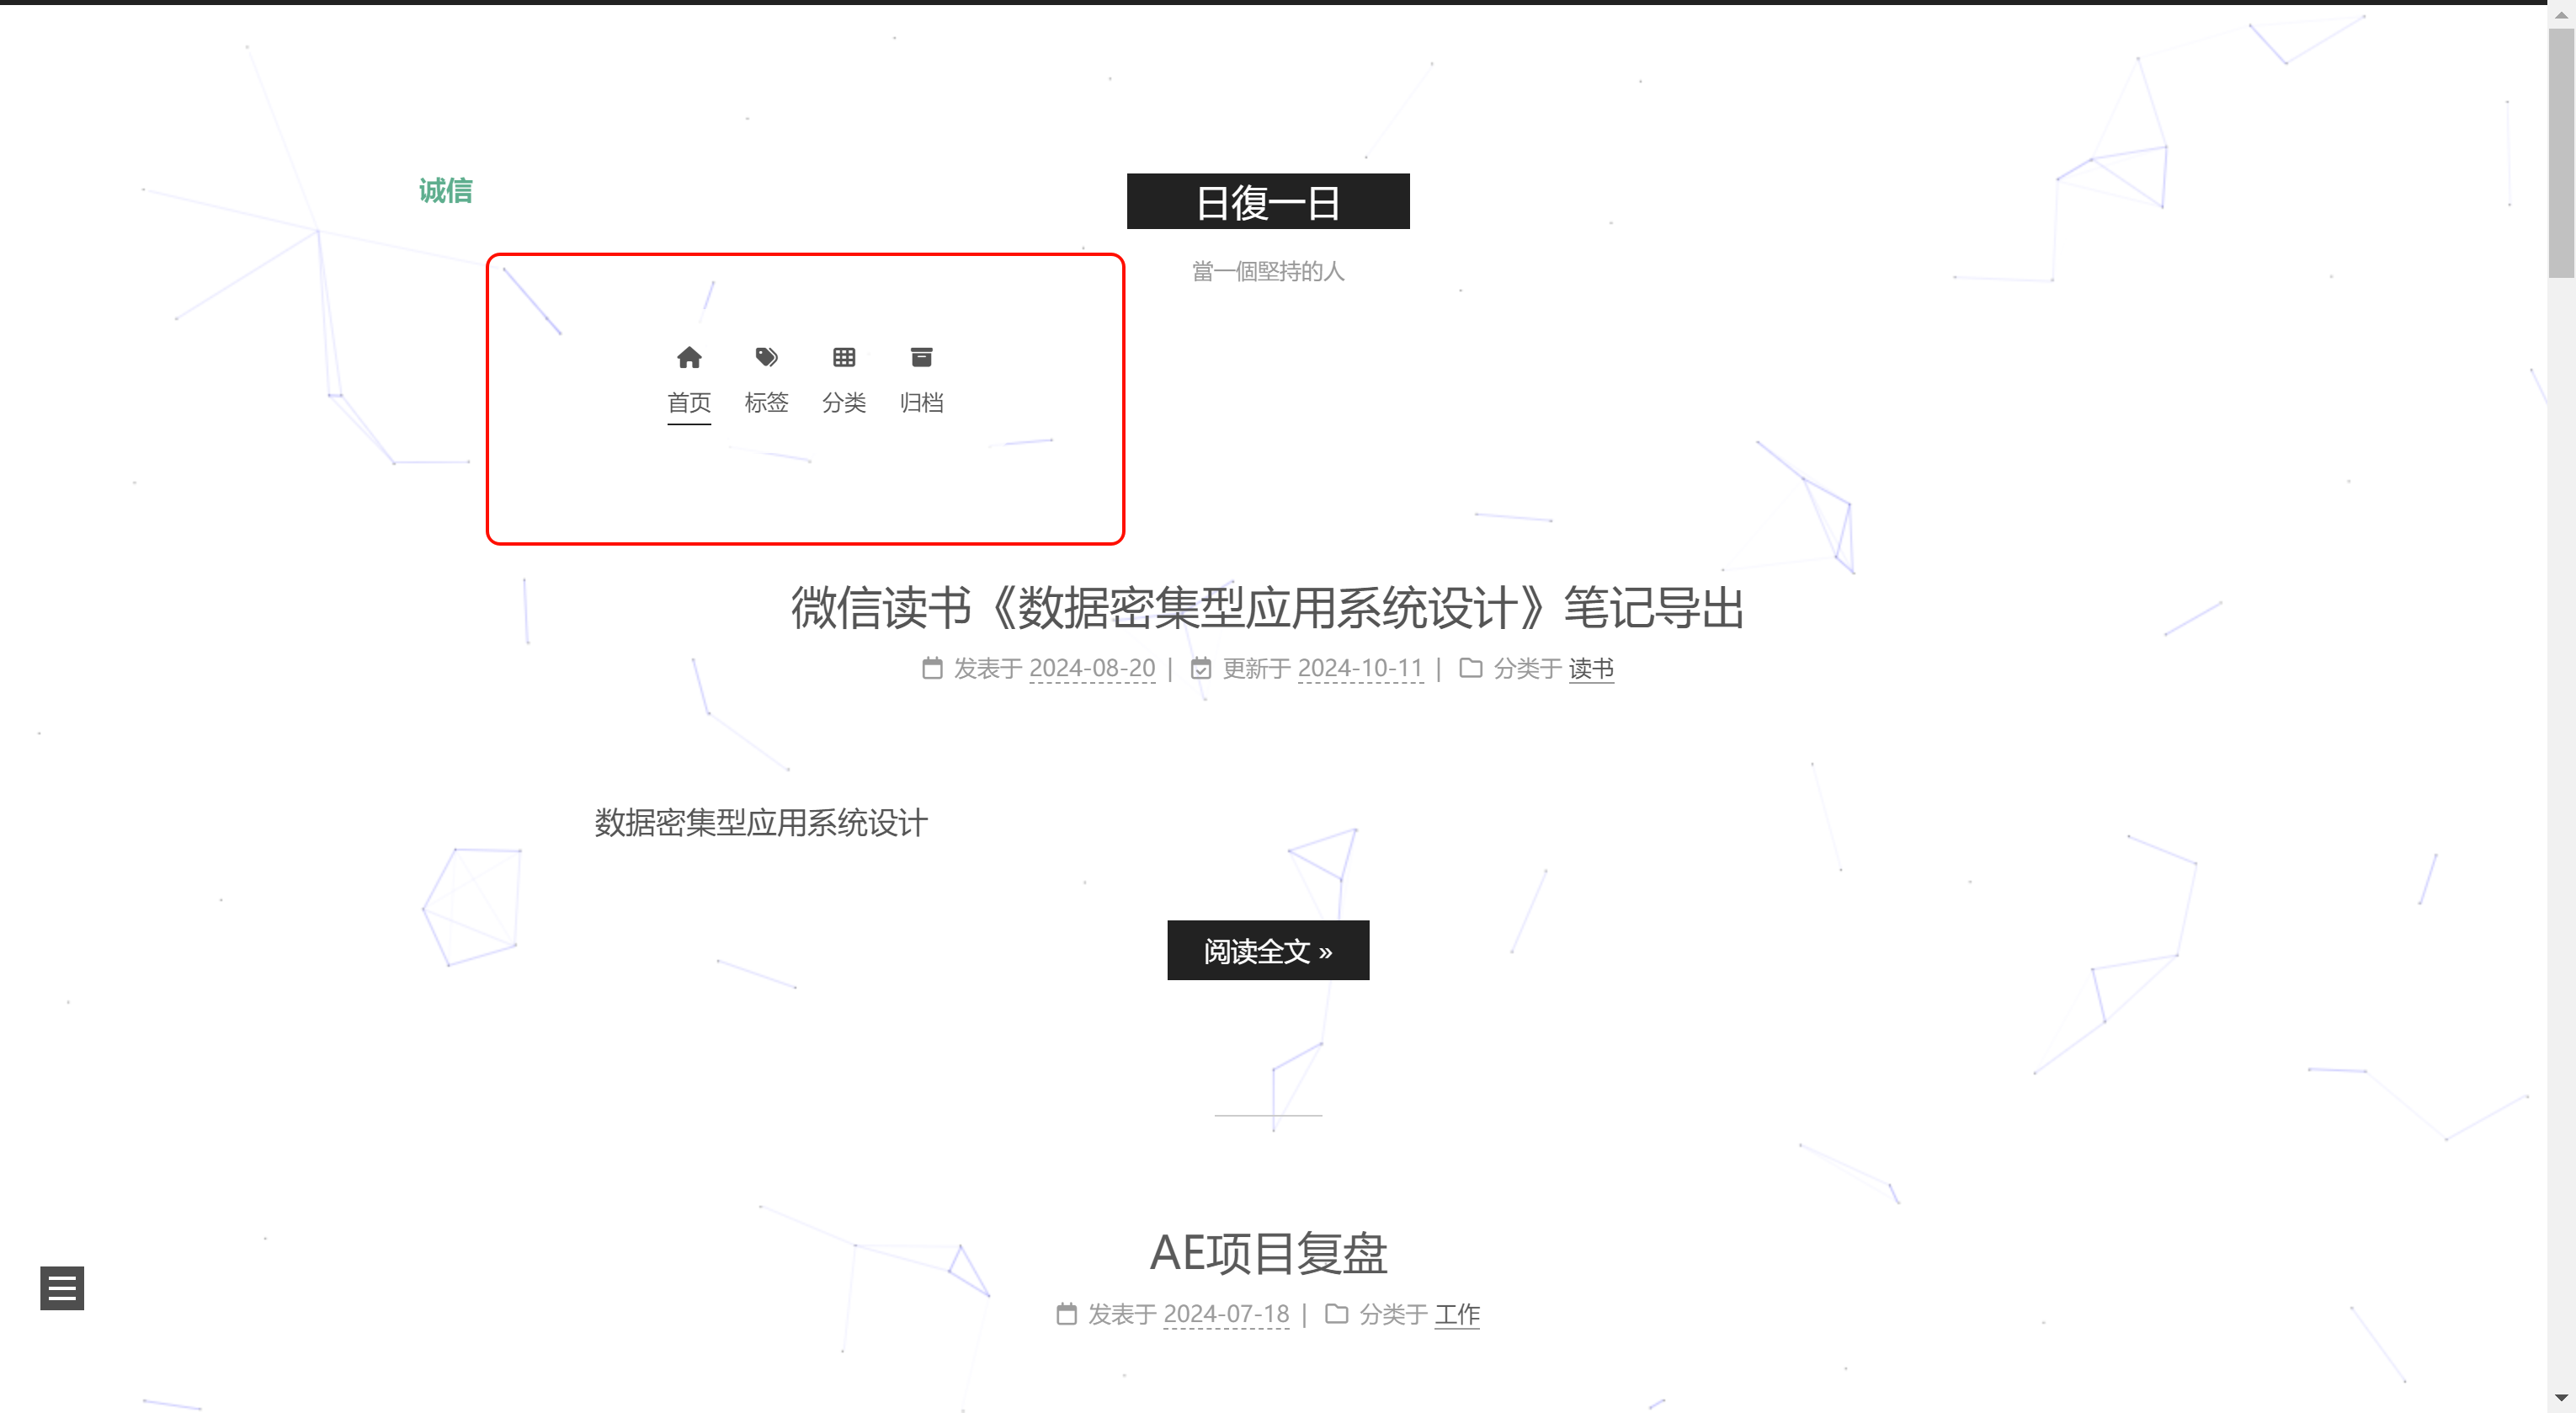 诚信
日復一日
當一個堅持的人
首页 标签 分类 归档
微信读书《数据密集型应用系统设计》笔记导出
发表于 2024-08-20 | 更新于 2024-10-11 | 分类于 读书
数据密集型应用系统设计
阅读全文 »
AE项目复盘
发表于 2024-07-18 | 分类于 工作